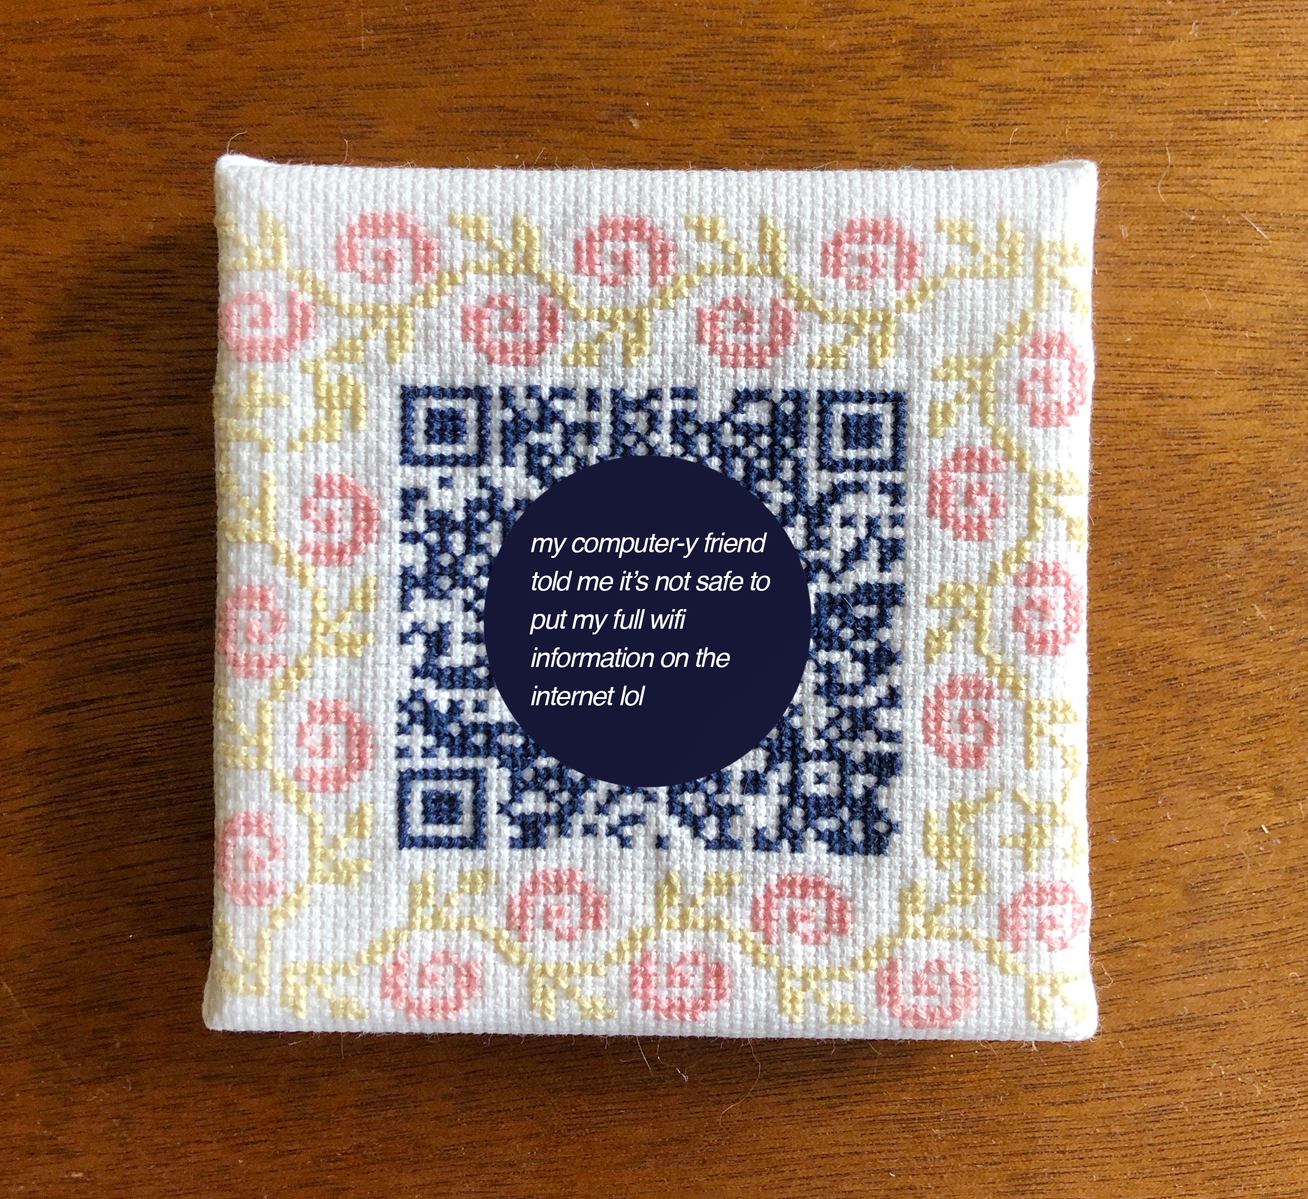 my computer-y friend
told me it's not safe to
put my full wifi
information on the
internet lol